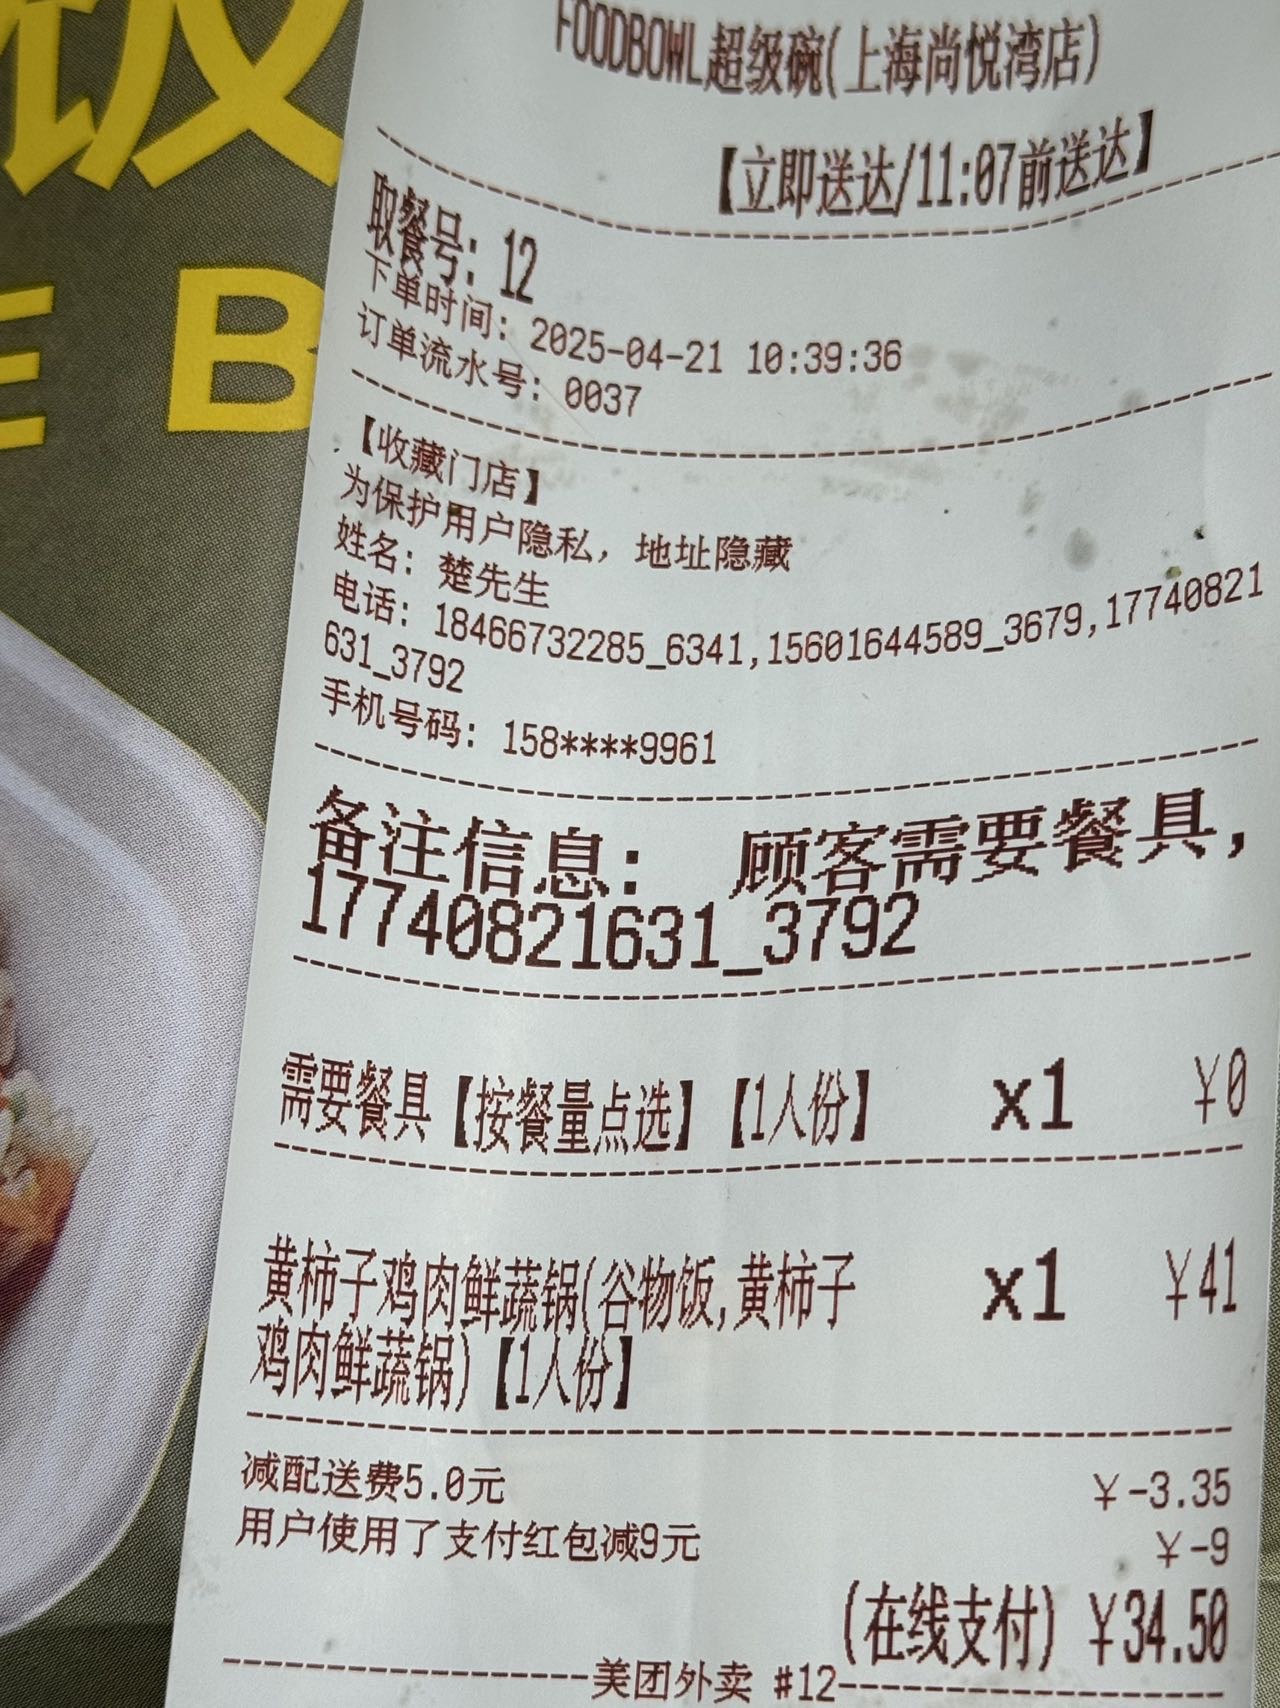 饭
E B
FOODBOWL超级碗(上海尚悦湾店)
【立即送达/11:07前送达】
取餐号: 12
下单时间: 2025-04-21 10:39:36
订单流水号: 0037
【收藏门店】
为保护用户隐私, 地址隐藏
姓名: 楚先生
电话: 18466732285_6341,15601644589_3679,17740821
631_3792
手机号码: 158****9961
备注信息: 顾客需要餐具,
17740821631_3792
需要餐具【按餐量点选】【1人份】 x1 ¥0
黄柿子鸡肉鲜蔬锅(谷物饭,黄柿子 x1 ¥41
鸡肉鲜蔬锅)【1人份】
减配送费5.0元 ¥-3.35
用户使用了支付红包减9元 ¥-9
(在线支付) ¥34.50
美团外卖 #12